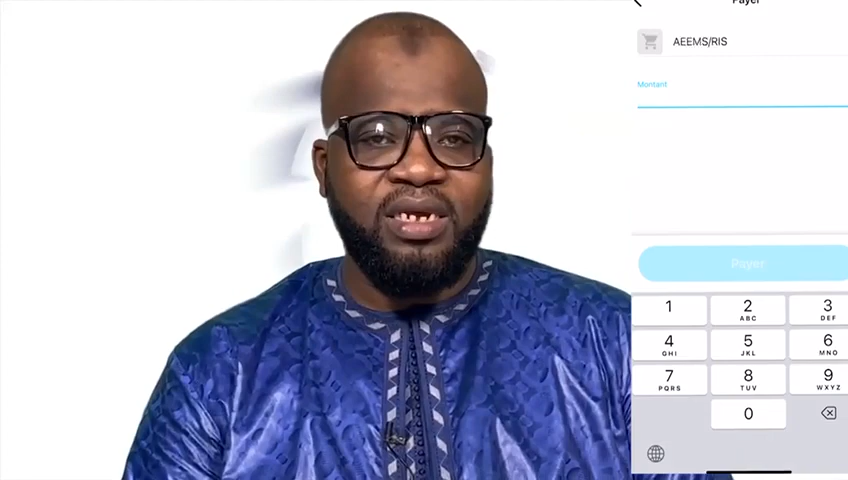 Payer
AEEMS/RIS
Montant
Payer
1
2
ABC
3
DEF
4
GHI
5
JKL
6
MNO
7
PQRS
8
TUV
9
WXYZ
0